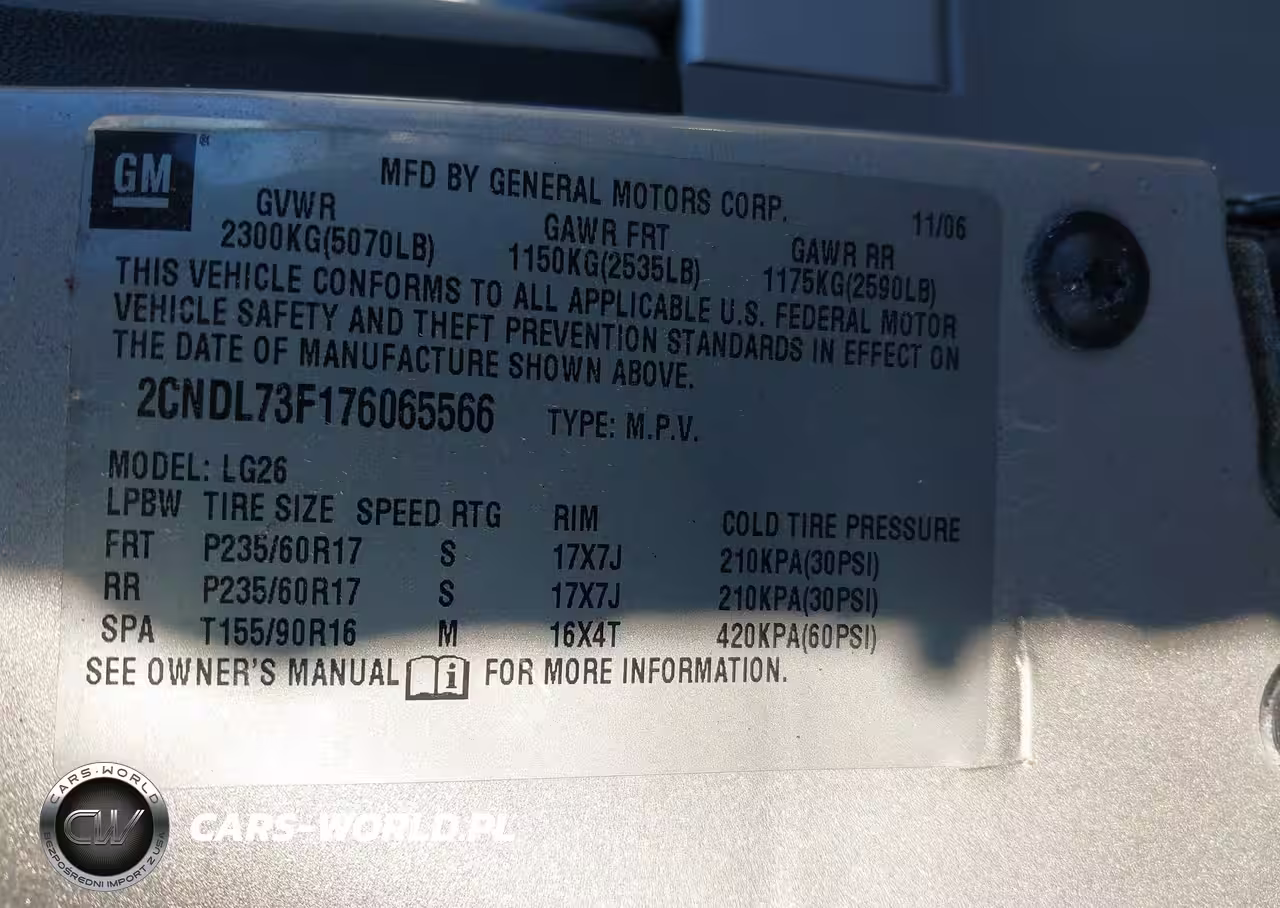 GM®
MFD BY GENERAL MOTORS CORP.
11/06
GVWR GAWR FRT GAWR RR
2300KG(5070LB) 1150KG(2535LB) 1175KG(2590LB)
THIS VEHICLE CONFORMS TO ALL APPLICABLE U.S. FEDERAL MOTOR
VEHICLE SAFETY AND THEFT PREVENTION STANDARDS IN EFFECT ON
THE DATE OF MANUFACTURE SHOWN ABOVE.
2CNDL73F176065566 TYPE: M.P.V.
MODEL: LG26
LPBW TIRE SIZE SPEED RTG RIM COLD TIRE PRESSURE
FRT P235/60R17 S 17X7J 210KPA(30PSI)
RR P235/60R17 S 17X7J 210KPA(30PSI)
SPA T155/90R16 M 16X4T 420KPA(60PSI)
SEE OWNER'S MANUAL i FOR MORE INFORMATION.
CARS-WORLD
CW
BEZPOŚREDNI IMPORT Z USA
CARS-WORLD.PL